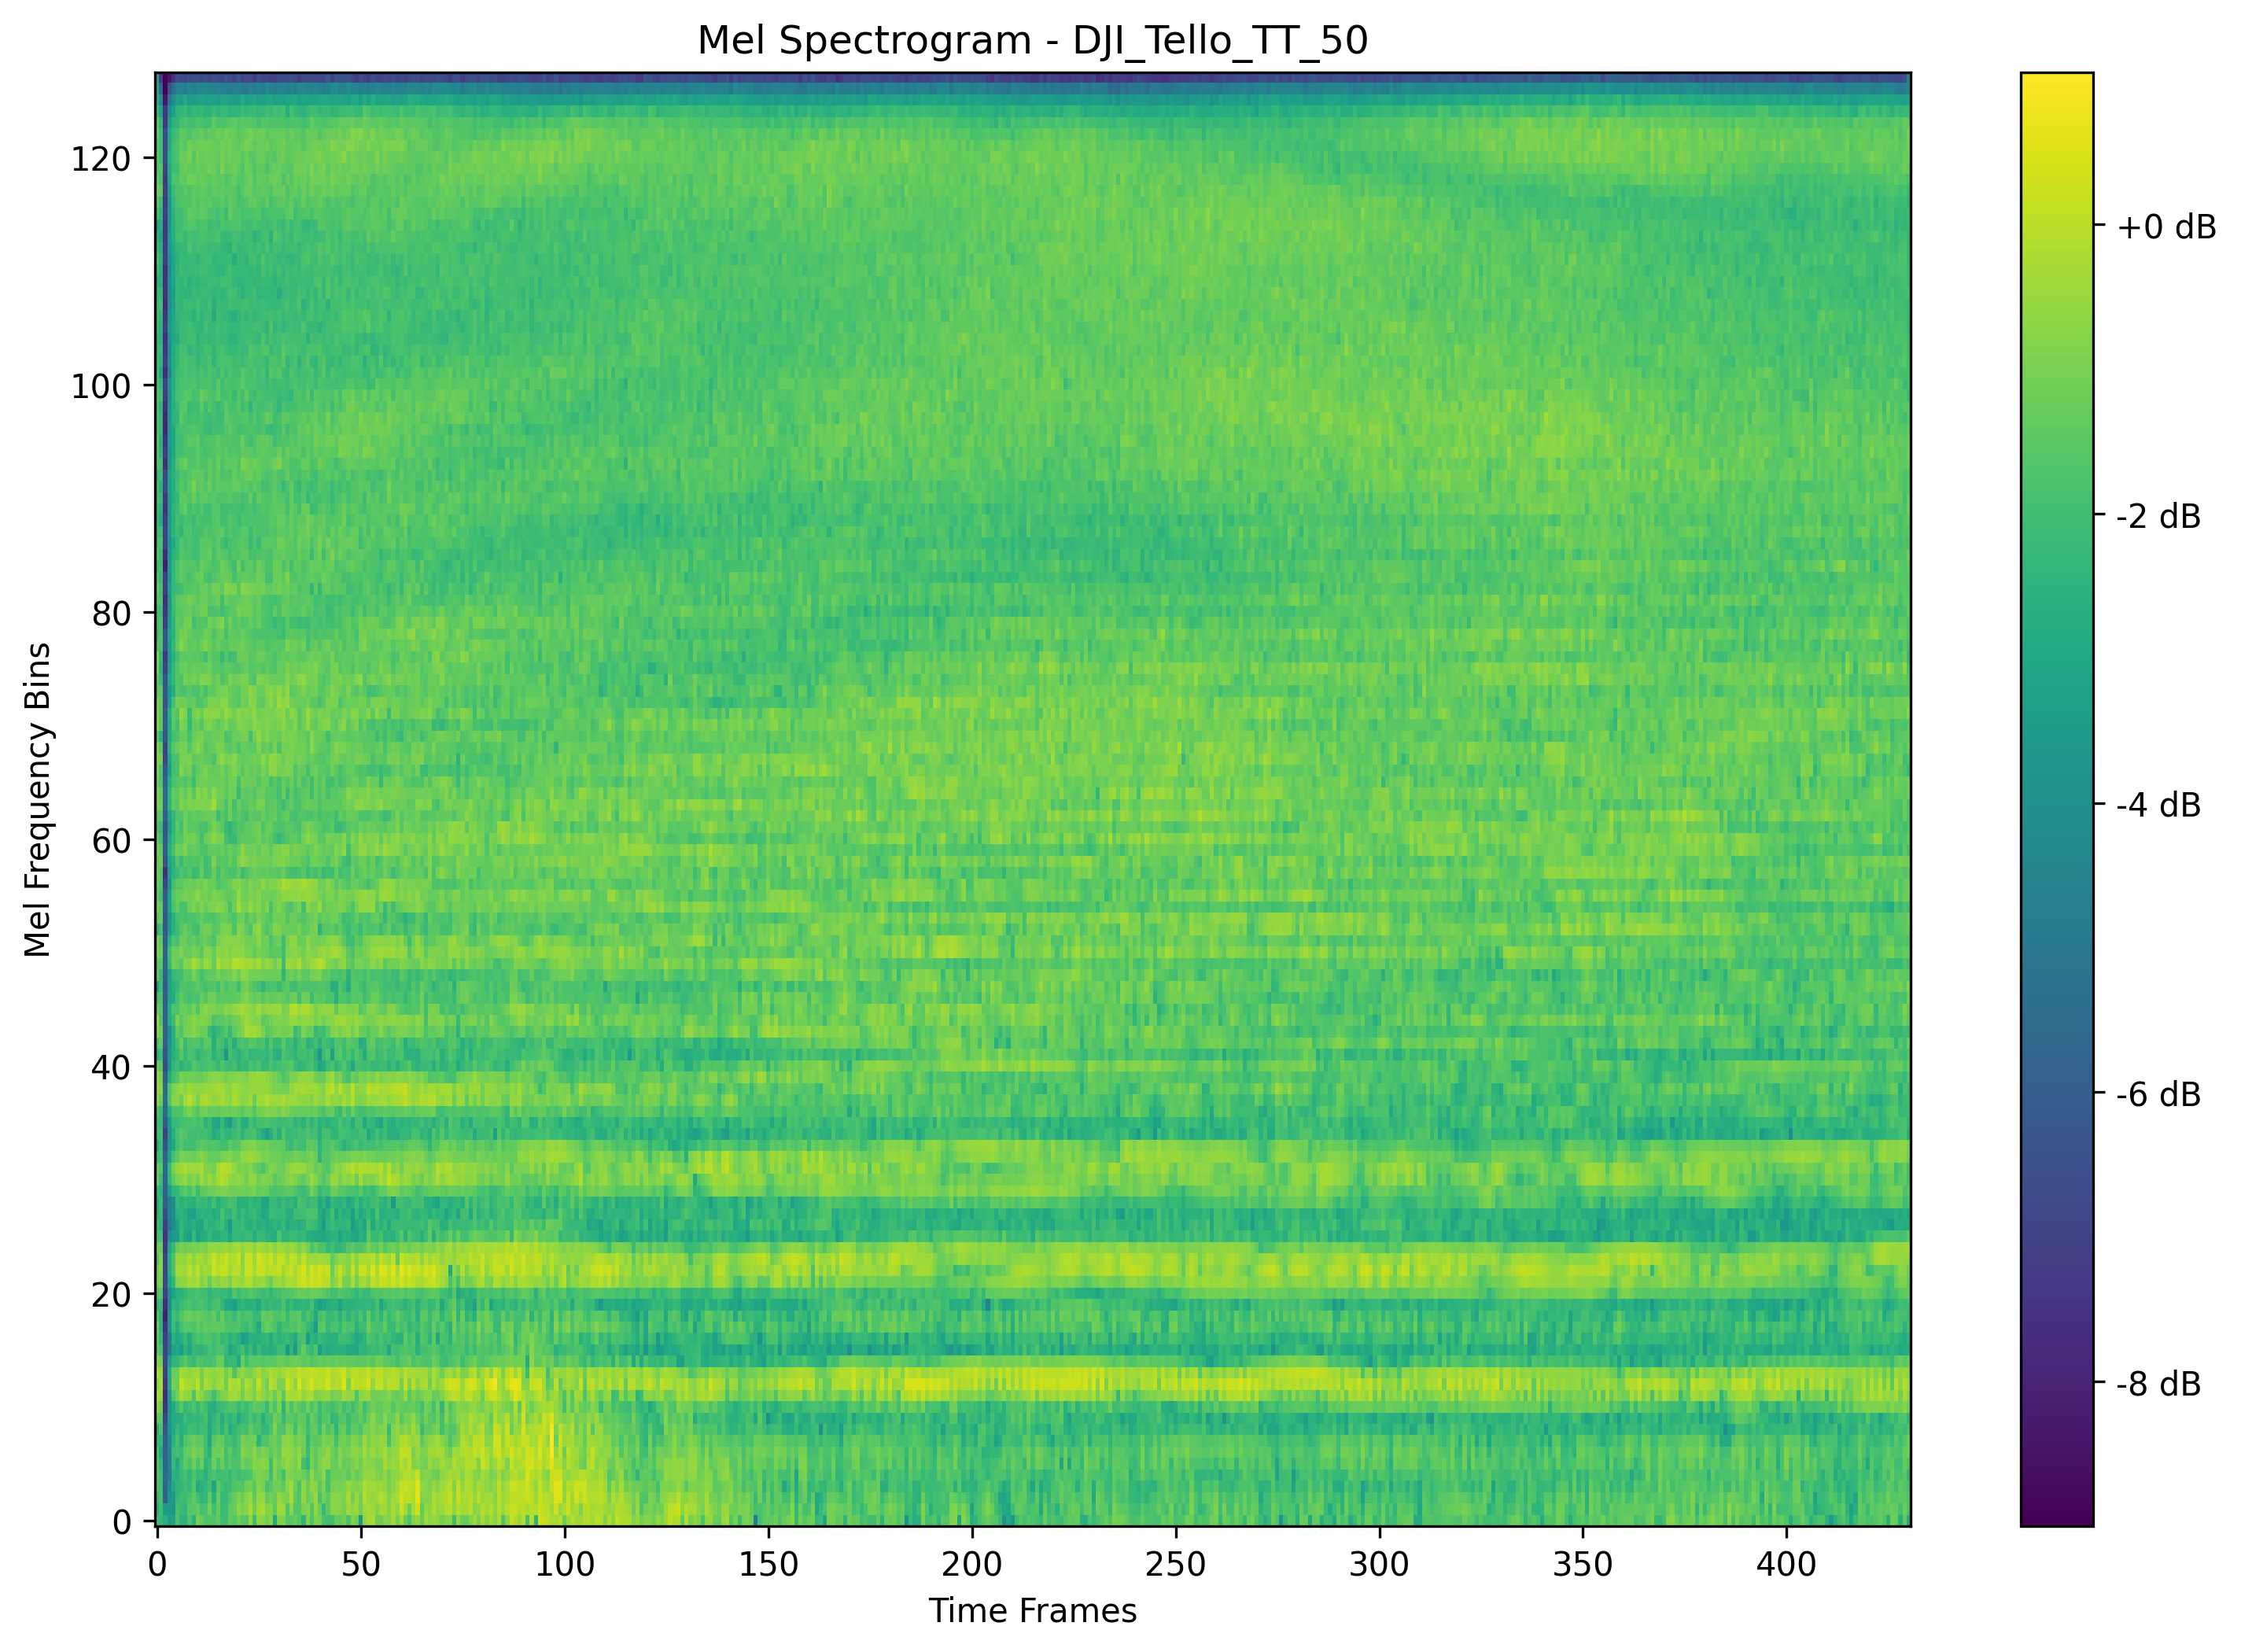 Mel Spectrogram - DJI_Tello_TT_50
120
100
80
60
40
20
0
Mel Frequency Bins
0 50 100 150 200 250 300 350 400
Time Frames
+0 dB
-2 dB
-4 dB
-6 dB
-8 dB